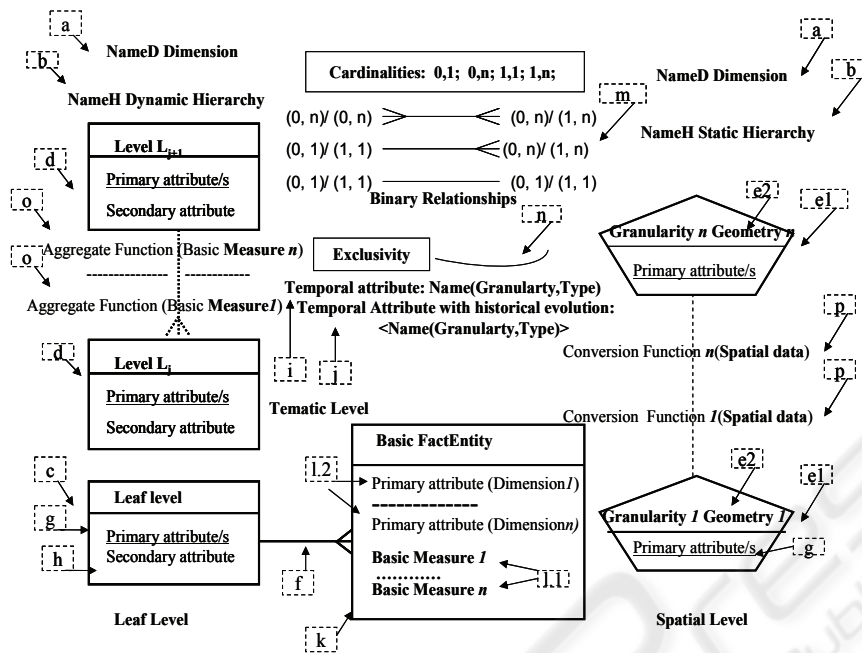 a
NameD Dimension
b
NameH Dynamic Hierarchy
Level Lj+1
d
Primary attribute/s
Secondary attribute
o
Aggregate Function (Basic Measure n)
o
Aggregate Function (Basic Measure1)
d
Level Lj
Primary attribute/s
Secondary attribute
c
Leaf level
g
Primary attribute/s
Secondary attribute
h
Leaf Level
f
Cardinalities: 0,1; 0,n; 1,1; 1,n;
m
(0, n)/ (0, n) (0, n)/ (1, n)
(0, 1)/ (1, 1) (0, n)/ (1, n)
(0, 1)/ (1, 1) (0, 1)/ (1, 1)
Binary Relationships
n
Exclusivity
Temporal attribute: Name(Granularty,Type)
Temporal Attribute with historical evolution:
<Name(Granularty,Type)>
i
j
Tematic Level
Basic FactEntity
l.2
Primary attribute (Dimension1)
Primary attribute (Dimensionn)
Basic Measure 1
Basic Measure n
l.1
k
a
NameD Dimension
b
NameH Static Hierarchy
e2
e1
Granularity n Geometry n
Primary attribute/s
p
Conversion Function n(Spatial data)
p
Conversion Function 1(Spatial data)
e2
e1
Granularity 1 Geometry 1
Primary attribute/s
g
Spatial Level